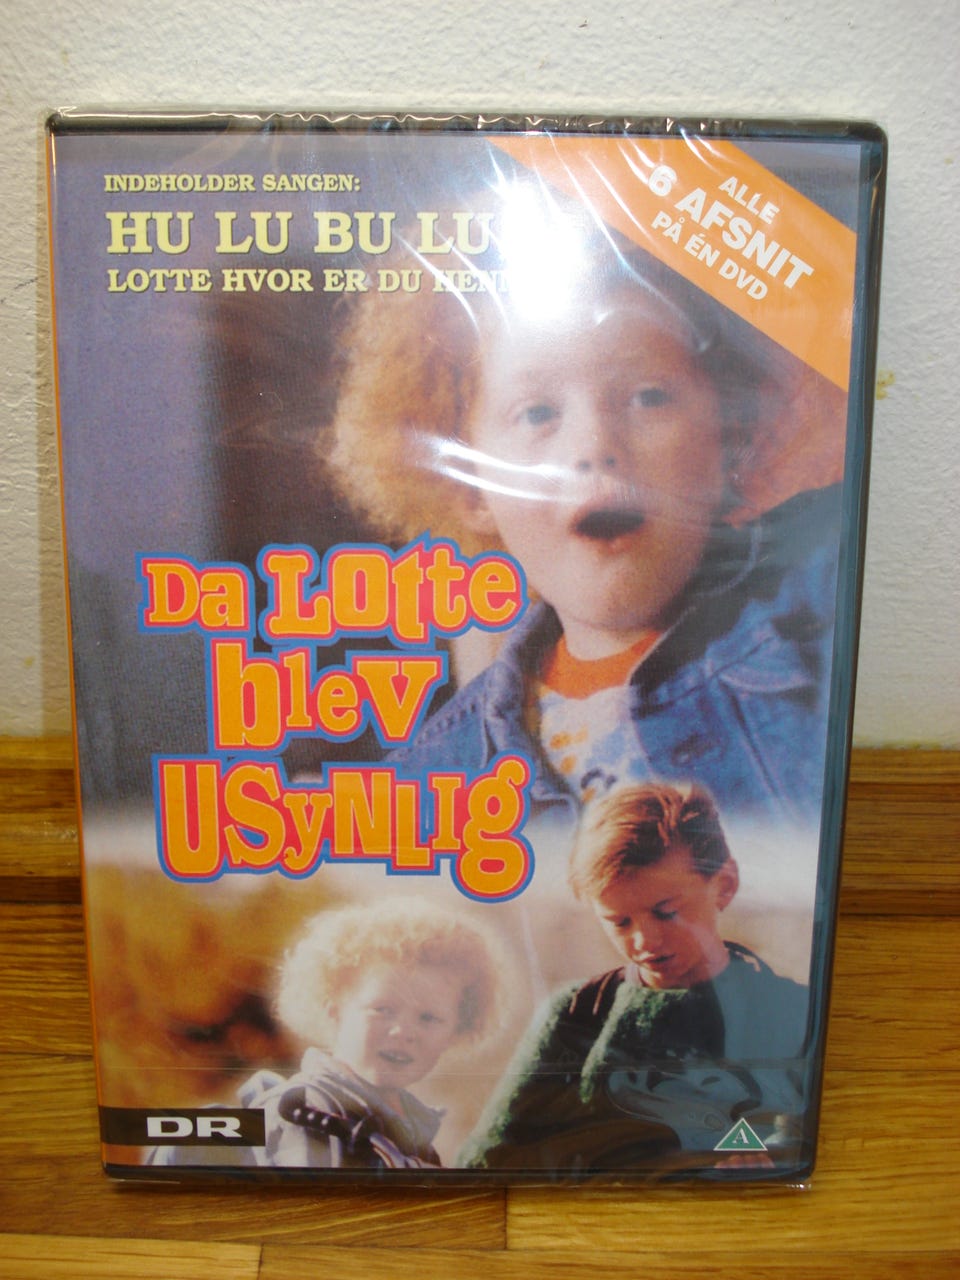 INDEHOLDER SANGEN:
HU LU BU LU
LOTTE HVOR ER DU
ALLE
6 AFSNIT
PÅ ÉN DVD
Da Lotte
blev
USyNLIg
DR
A